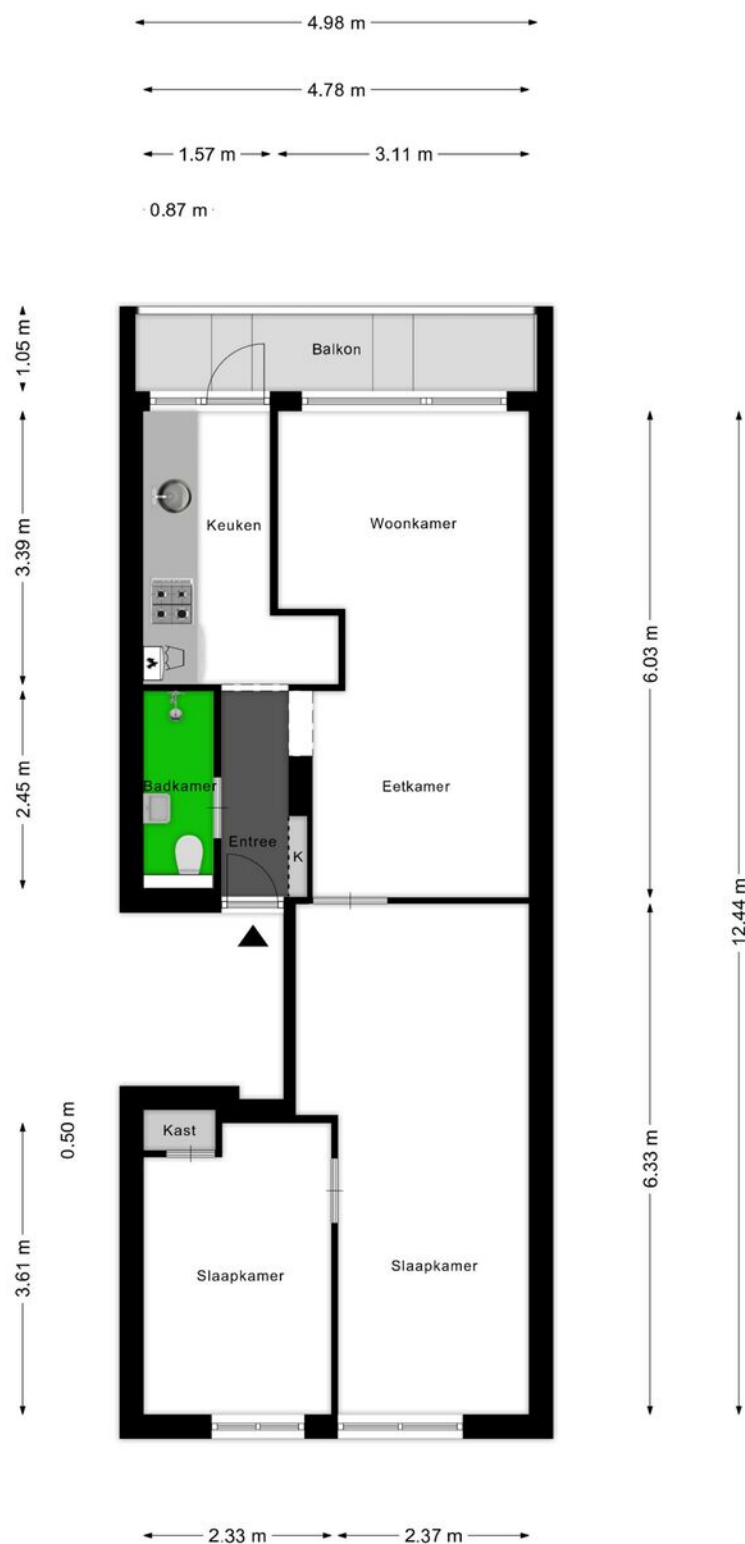 4.98 m
4.78 m
1.57 m
3.11 m
0.87 m
1.05 m
Balkon
3.39 m
Keuken
Woonkamer
6.03 m
2.45 m
Badkamer
Eetkamer
Entree
K
12.44 m
0.50 m
Kast
6.33 m
3.61 m
Slaapkamer
Slaapkamer
2.33 m
2.37 m